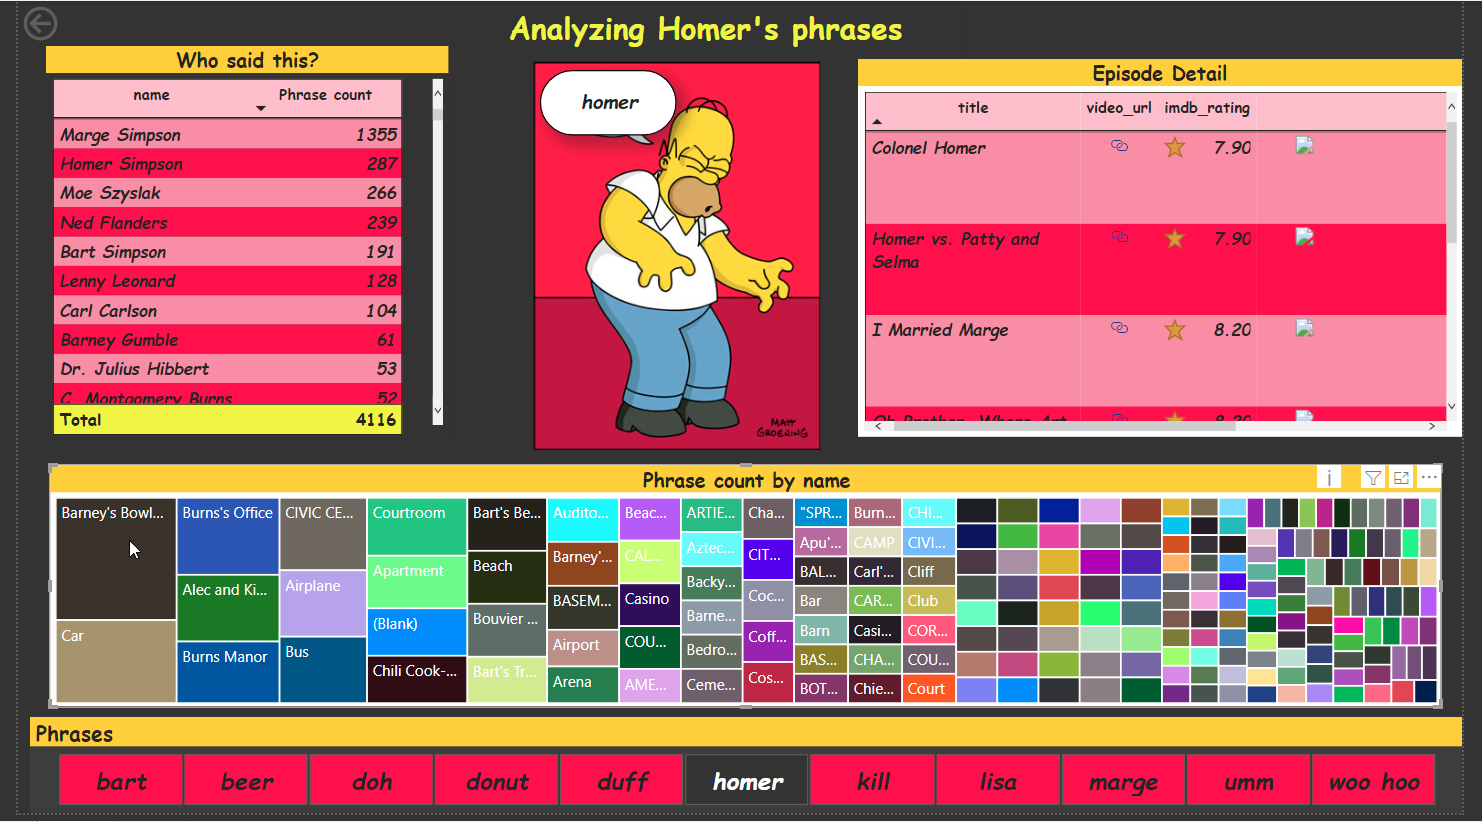 Analyzing Homer's phrases
Who said this?
name Phrase count
Marge Simpson 1355
Homer Simpson 287
Moe Szyslak 266
Ned Flanders 239
Bart Simpson 191
Lenny Leonard 128
Carl Carlson 104
Barney Gumble 61
Dr. Julius Hibbert 53
C. Montgomery Burns 52
Total 4116
homer
MATT
GROENING
Episode Detail
title video_url imdb_rating
Colonel Homer 7.90
Homer vs. Patty and 7.90
Selma
I Married Marge 8.20
Oh Brother, Where Art 8.20
Phrase count by name
Barney's Bowl...
Car
Burns's Office
Alec and Ki...
Burns Manor
CIVIC CE...
Airplane
Bus
Courtroom
Apartment
(Blank)
Chili Cook-...
Bart's Be...
Beach
Bouvier ...
Bart's Tr...
Audito...
Barney'...
BASEM...
Airport
Arena
Beac...
CAL...
Casino
COU...
AME...
ARTIE...
Aztec...
Backy...
Barne...
Bedro...
Ceme...
Cha...
CIT...
Coc...
Coff...
Cos...
"SPR...
Apu'...
BAL...
Bar
Barn
BAS...
BOT...
Burn...
CAMP
Carl'...
CAR...
Casi...
CHA...
Chie...
CHI...
CIVI...
Cliff
Club
COR...
COU...
Court
Phrases
bart beer doh donut duff homer kill lisa marge umm woo hoo